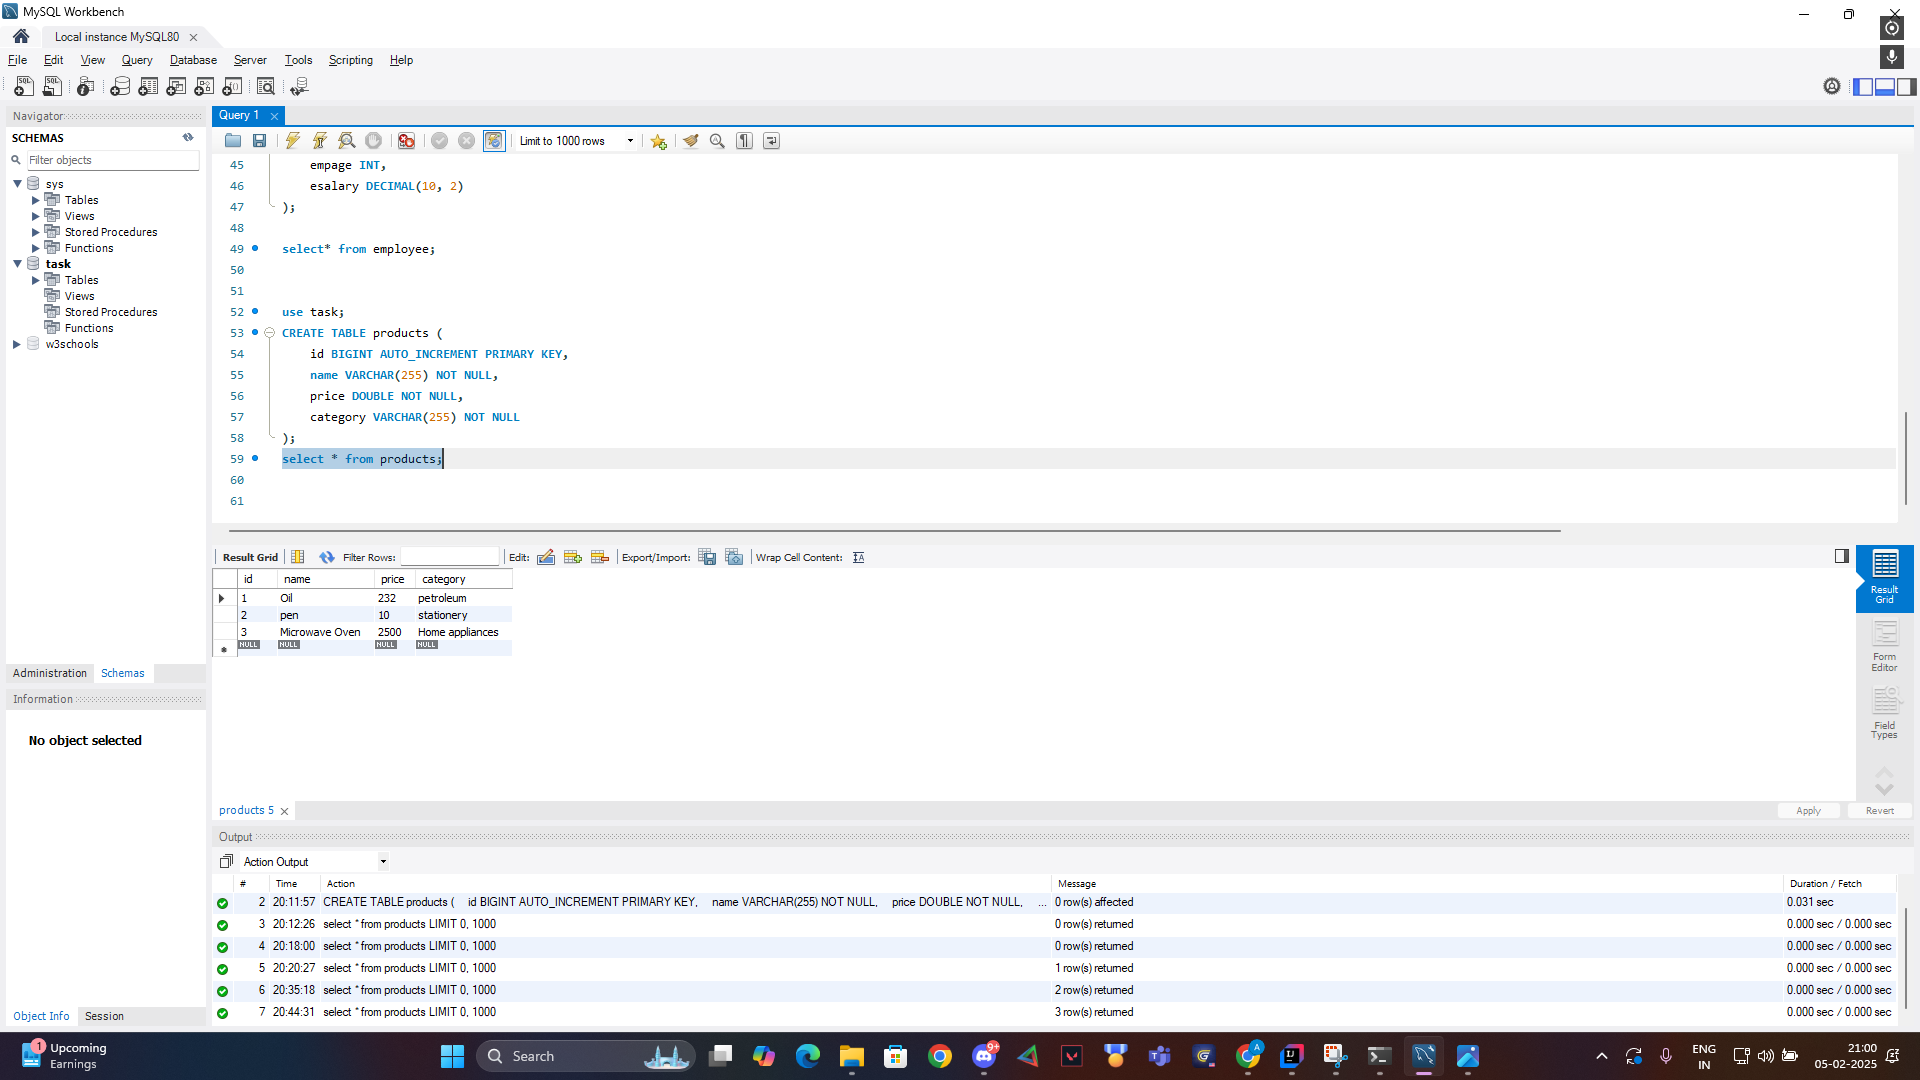 MySQL Workbench
Local instance MySQL80
File Edit View Query Database Server Tools Scripting Help
Navigator
SCHEMAS
Filter objects
sys
Tables
Views
Stored Procedures
Functions
task
Tables
Views
Stored Procedures
Functions
w3schools
Administration Schemas
Information
No object selected
Object Info Session
Query 1
Limit to 1000 rows
45 empage INT,
46 esalary DECIMAL(10, 2)
47 );
48
49 select* from employee;
50
51
52 use task;
53 CREATE TABLE products (
54 id BIGINT AUTO_INCREMENT PRIMARY KEY,
55 name VARCHAR(255) NOT NULL,
56 price DOUBLE NOT NULL,
57 category VARCHAR(255) NOT NULL
58 );
59 select * from products;
60
61
Result Grid Filter Rows: Edit: Export/Import: Wrap Cell Content:
id name price category
1 Oil 232 petroleum
2 pen 10 stationery
3 Microwave Oven 2500 Home appliances
NULL NULL NULL NULL
Result Grid
Form Editor
Field Types
products 5
Apply Revert
Output
Action Output
# Time Action Message Duration / Fetch
2 20:11:57 CREATE TABLE products ( id BIGINT AUTO_INCREMENT PRIMARY KEY, name VARCHAR(255) NOT NULL, price DOUBLE NOT NULL, ... 0 row(s) affected 0.031 sec
3 20:12:26 select * from products LIMIT 0, 1000 0 row(s) returned 0.000 sec / 0.000 sec
4 20:18:00 select * from products LIMIT 0, 1000 0 row(s) returned 0.000 sec / 0.000 sec
5 20:20:27 select * from products LIMIT 0, 1000 1 row(s) returned 0.000 sec / 0.000 sec
6 20:35:18 select * from products LIMIT 0, 1000 2 row(s) returned 0.000 sec / 0.000 sec
7 20:44:31 select * from products LIMIT 0, 1000 3 row(s) returned 0.000 sec / 0.000 sec
1
Upcoming
Earnings
Search
9+
ENG
IN
21:00
05-02-2025